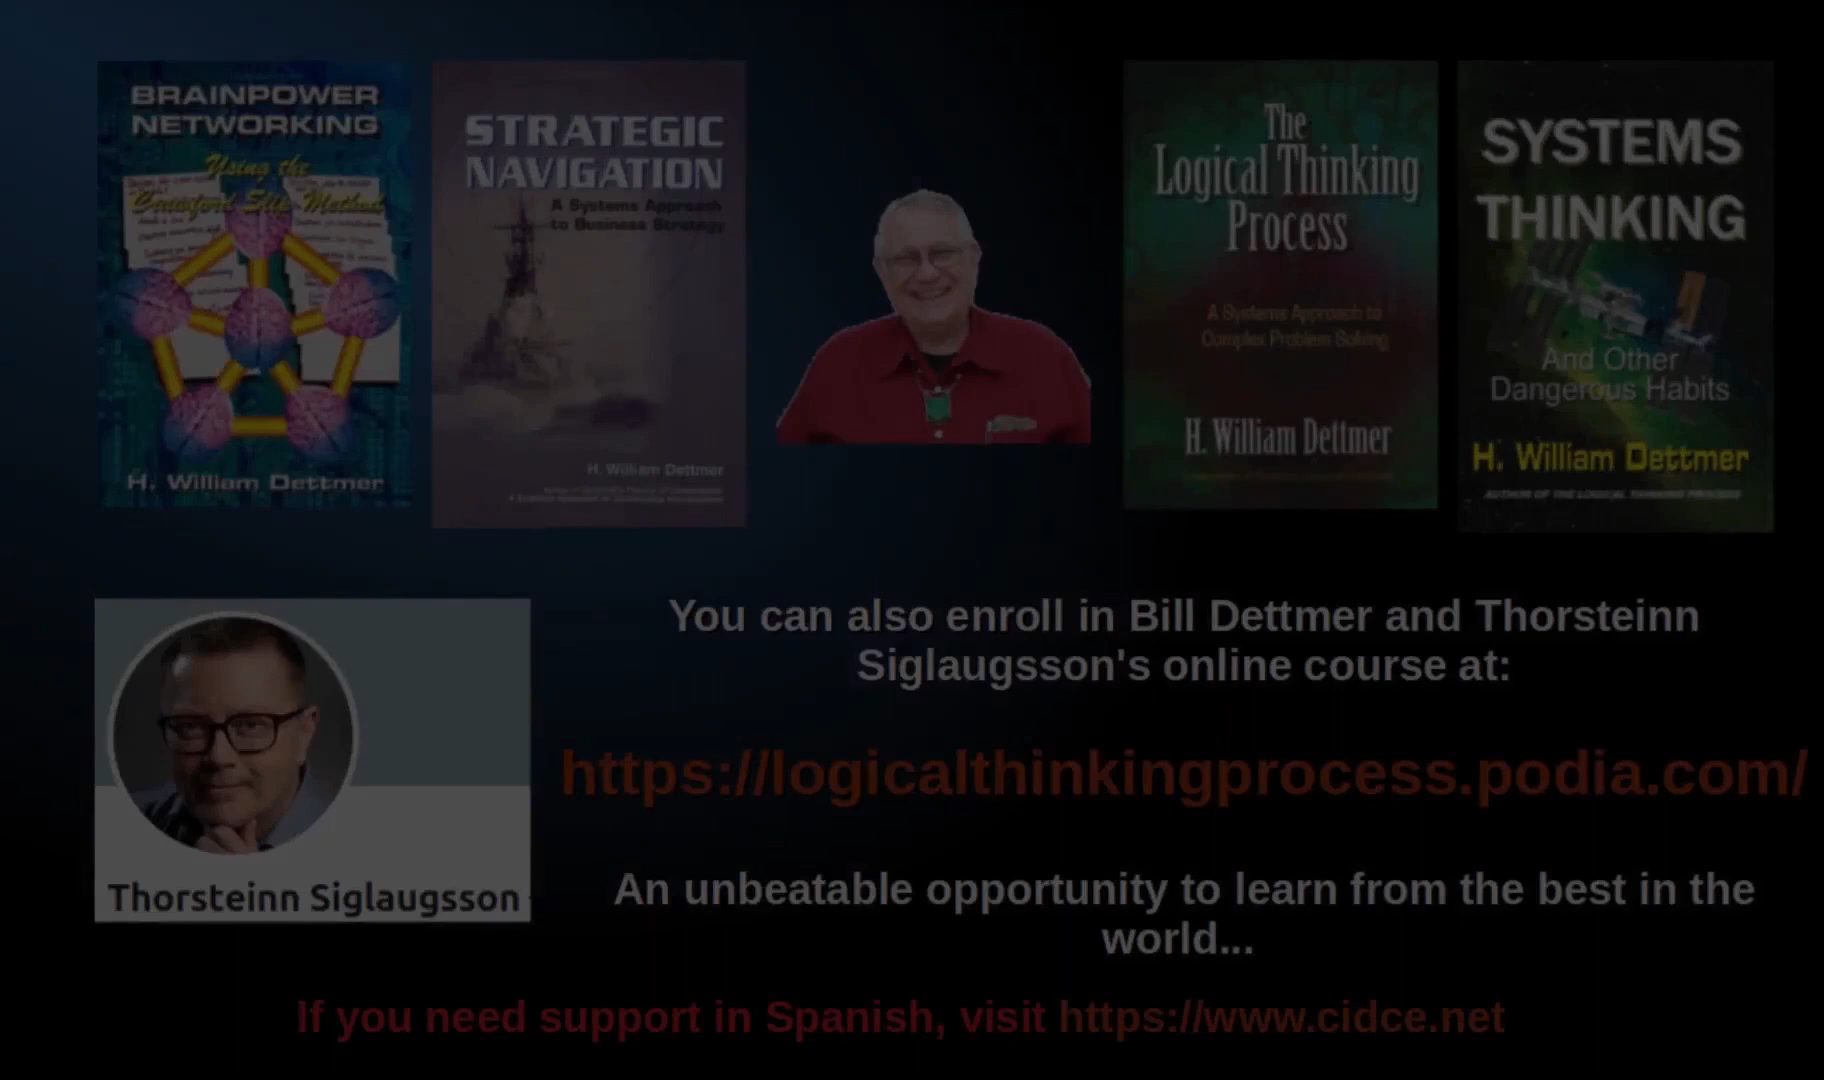 BRAINPOWER
NETWORKING
Using the
Crawford Slip Method
H. William Dettmer
STRATEGIC
NAVIGATION
A Systems Approach
to Business Strategy
H. William Dettmer
The
Logical Thinking
Process
A Systems Approach to
Complex Problem Solving
H. William Dettmer
SYSTEMS
THINKING
And Other
Dangerous Habits
H. William Dettmer
AUTHOR OF THE LOGICAL THINKING PROCESS
Thorsteinn Siglaugsson
You can also enroll in Bill Dettmer and Thorsteinn
Siglaugsson's online course at:
https://logicalthinkingprocess.podia.com/
An unbeatable opportunity to learn from the best in the
world...
If you need support in Spanish, visit https://www.cidce.net